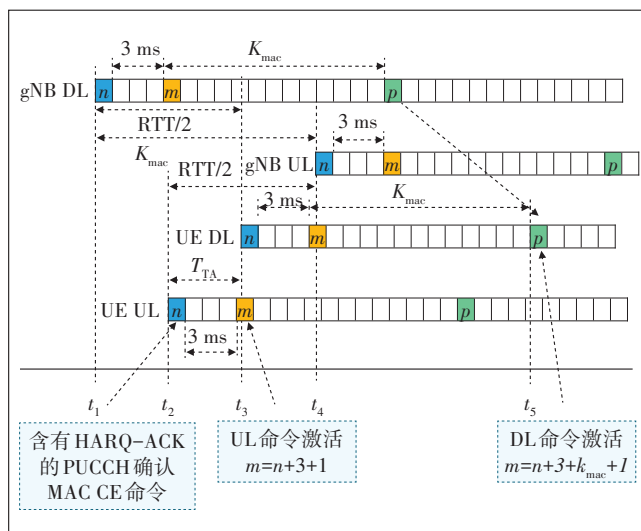 3 ms
K_mac
gNB DL n m p
RTT/2
K_mac
RTT/2
3 ms
gNB UL n m p
3 ms
K_mac
UE DL n m p
T_TA
UE UL n m p
3 ms
t_1 t_2 t_3 t_4 t_5
含有 HARQ-ACK
的 PUCCH 确认
MAC CE 命令
UL 命令激活
m=n+3+1
DL 命令激活
m=n+3+k_mac+1